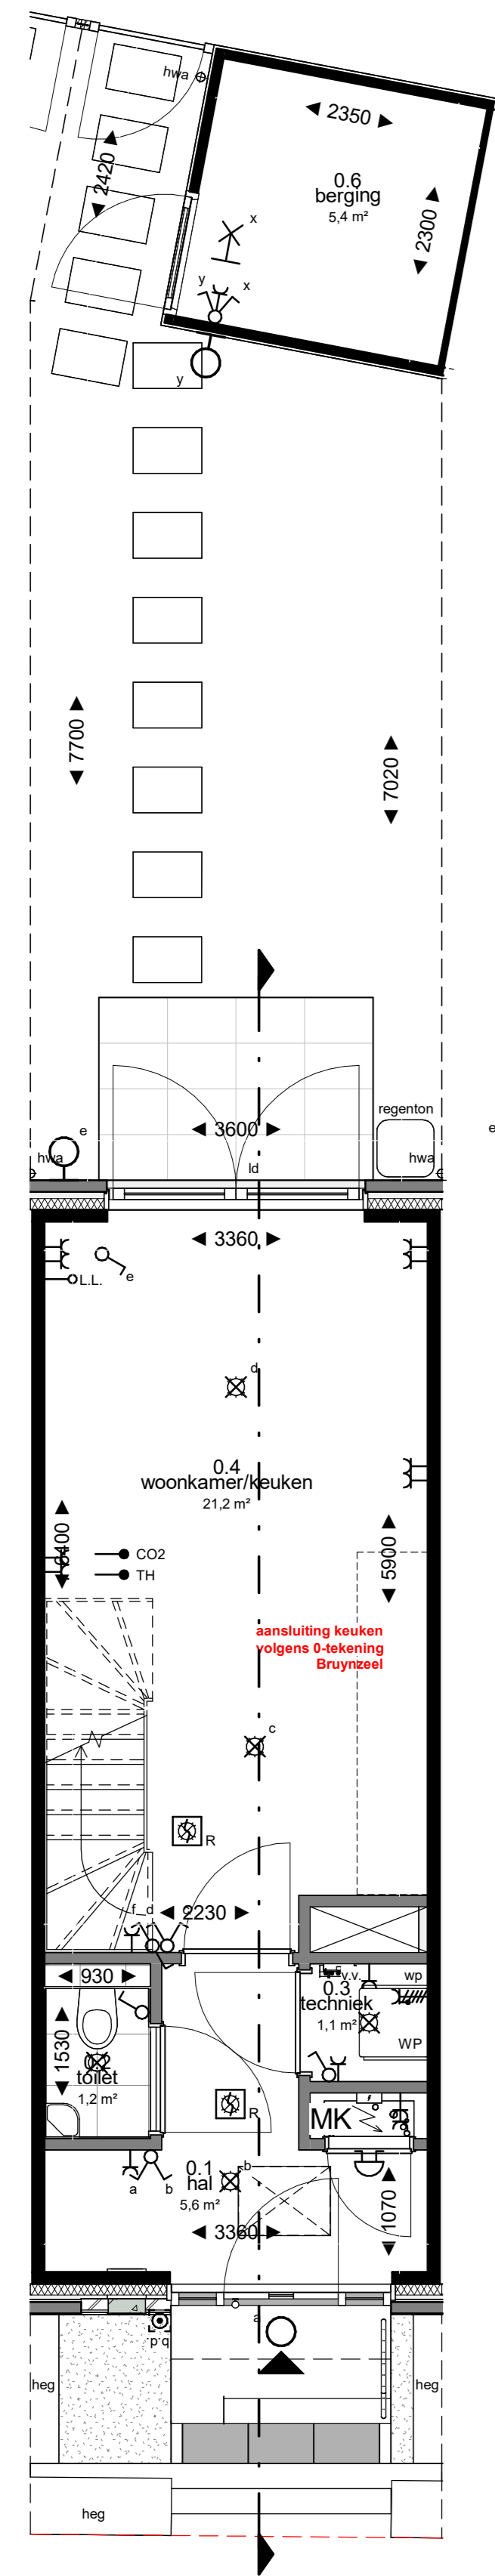 hwa
2350
2420
0.6
berging
5,4 m²
2300
x
y
x
y
7700
7020
3600
regenton
e
e
hwa
ld
hwa
3360
L.L.
e
d
0.4
woonkamer/keuken
21,2 m²
6400
5900
CO2
TH
aansluiting keuken
volgens 0-tekening
Bruynzeel
c
R
f
d
c
2230
930
v.v.
wp
0.3
techniek
1,1 m²
1530
WP
0.2
toilet
1,2 m²
R
MK
a
b
0.1
hal
b
5,6 m²
1070
3360
a
b.d.
heg
heg
heg